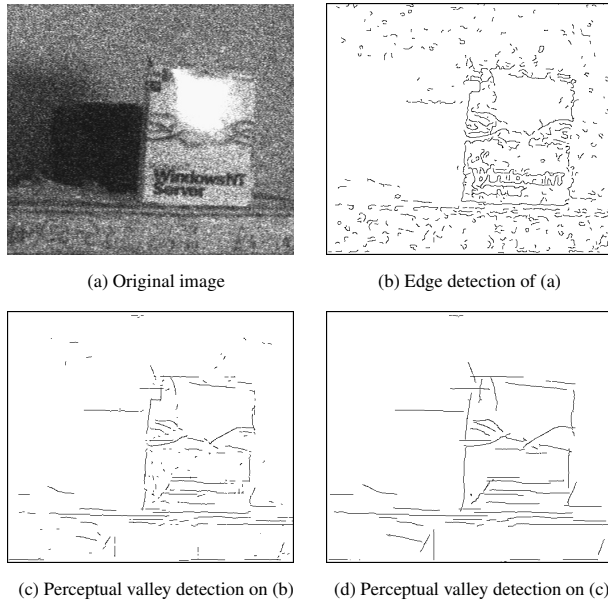 WindowsNT
Server
(a) Original image
(b) Edge detection of (a)
(c) Perceptual valley detection on (b)
(d) Perceptual valley detection on (c)